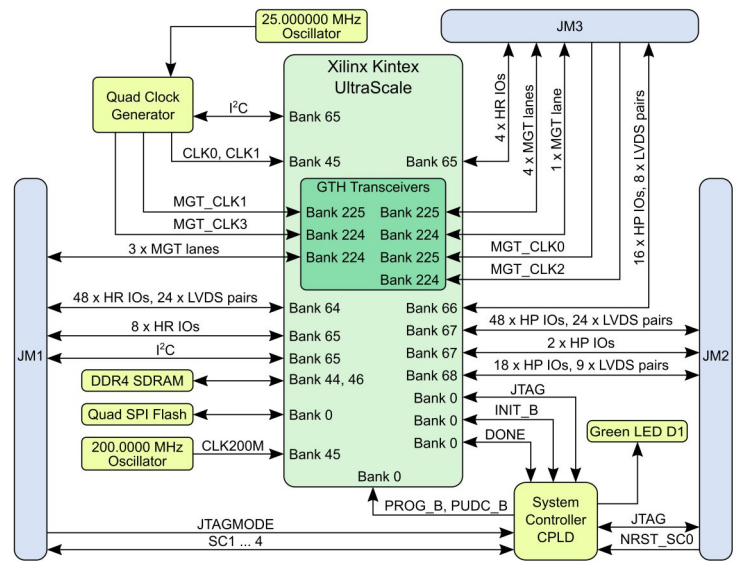 25.000000 MHz
Oscillator
JM3
Xilinx Kintex
UltraScale
Quad Clock
Generator
I²C
Bank 65
4 x HR IOs
4 x MGT lanes
1 x MGT lane
16 x HP IOs, 8 x LVDS pairs
CLK0, CLK1
Bank 45
Bank 65
GTH Transceivers
MGT_CLK1
Bank 225
Bank 225
MGT_CLK3
Bank 224
Bank 224
3 x MGT lanes
Bank 224
Bank 225
MGT_CLK0
Bank 224
MGT_CLK2
48 x HR IOs, 24 x LVDS pairs
Bank 64
Bank 66
8 x HR IOs
Bank 65
Bank 67
48 x HP IOs, 24 x LVDS pairs
JM1
I²C
Bank 65
Bank 67
2 x HP IOs
JM2
DDR4 SDRAM
Bank 44, 46
Bank 68
18 x HP IOs, 9 x LVDS pairs
Quad SPI Flash
Bank 0
Bank 0
JTAG
Bank 0
INIT_B
200.0000 MHz
Oscillator
CLK200M
Bank 45
Bank 0
DONE
Green LED D1
Bank 0
PROG_B, PUDC_B
System
Controller
CPLD
JTAGMODE
JTAG
SC1 ... 4
NRST_SC0